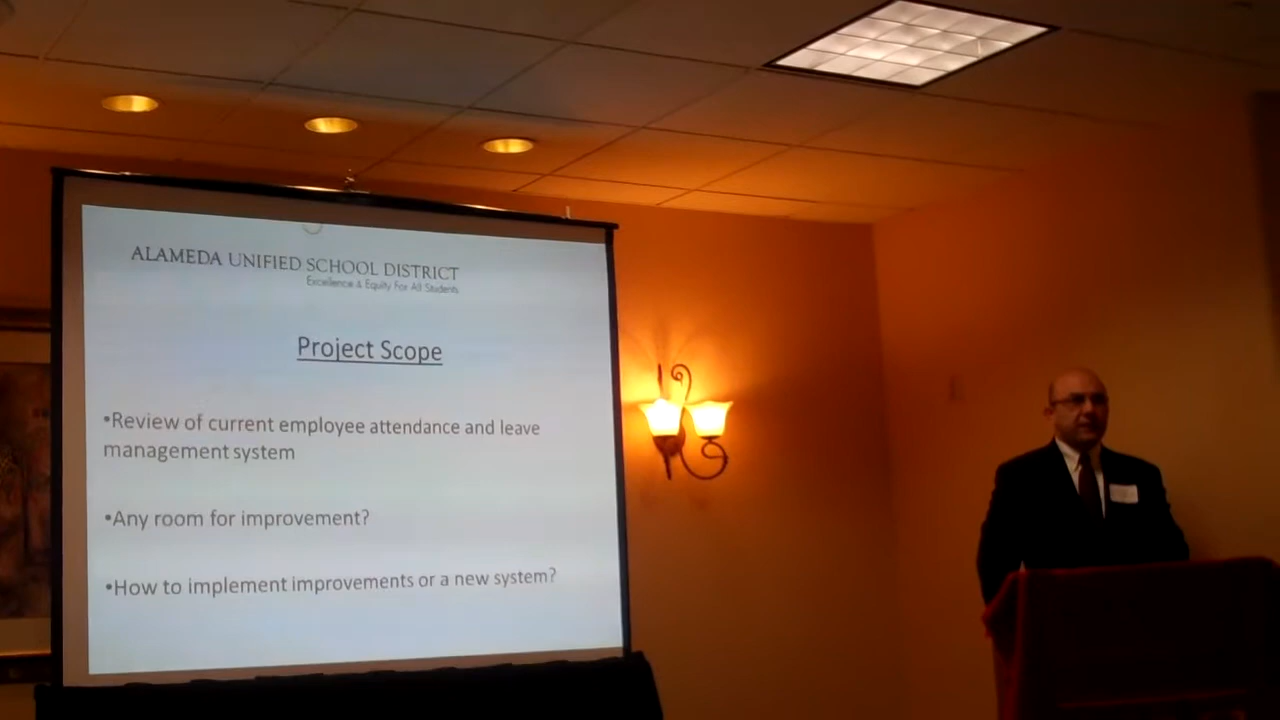 ALAMEDA UNIFIED SCHOOL DISTRICT
Excellence & Equity For All Students
Project Scope
•Review of current employee attendance and leave
management system
•Any room for improvement?
•How to implement improvements or a new system?